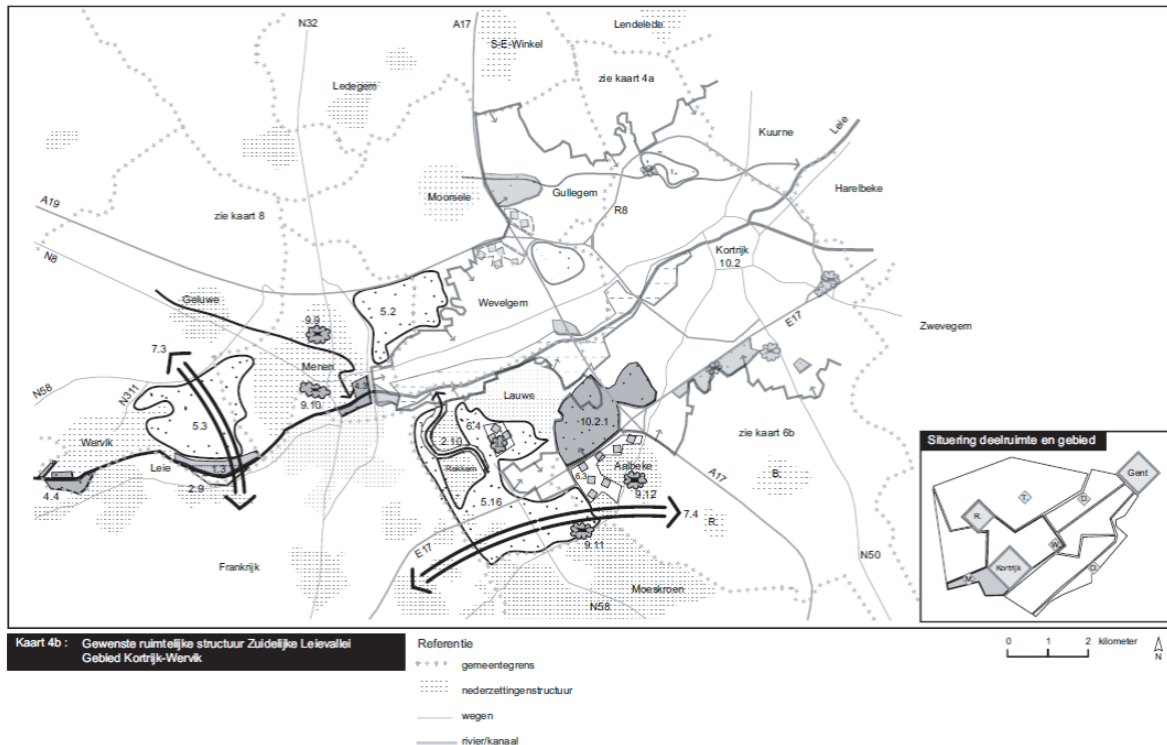 N32
A17
Lendelede
S-E-Winkel
zie kaart 4a
Ledegem
Kuurne
Leie
Harelbeke
Moorsele
Gullegem
A19
zie kaart 8
R8
N8
Kortrijk
10.2
Geluwe
Wevelgem
5.2
E17
Zwevegem
9.9
7.3
Menen
4.3
N58
N311
9.10
Lauwe
5.3
6.4
10.2.1
Wervik
2.10
zie kaart 6b
Rekkem
Leie
1.3
Aalbeke
6.3
B.
4.4
2.9
A17
9.12
5.16
R.
7.4
E17
9.11
N50
Frankrijk
Moeskroen
N58
Situering deelruimte en gebied
Gent
T.
D.
R.
W.
Kortrijk
M.
O.
Kaart 4b : Gewenste ruimtelijke structuur Zuidelijke Leievallei
Gebied Kortrijk-Wervik
Referentie
gemeentegrens
nederzettingenstructuur
wegen
rivier/kanaal
0 1 2 kilometer
N